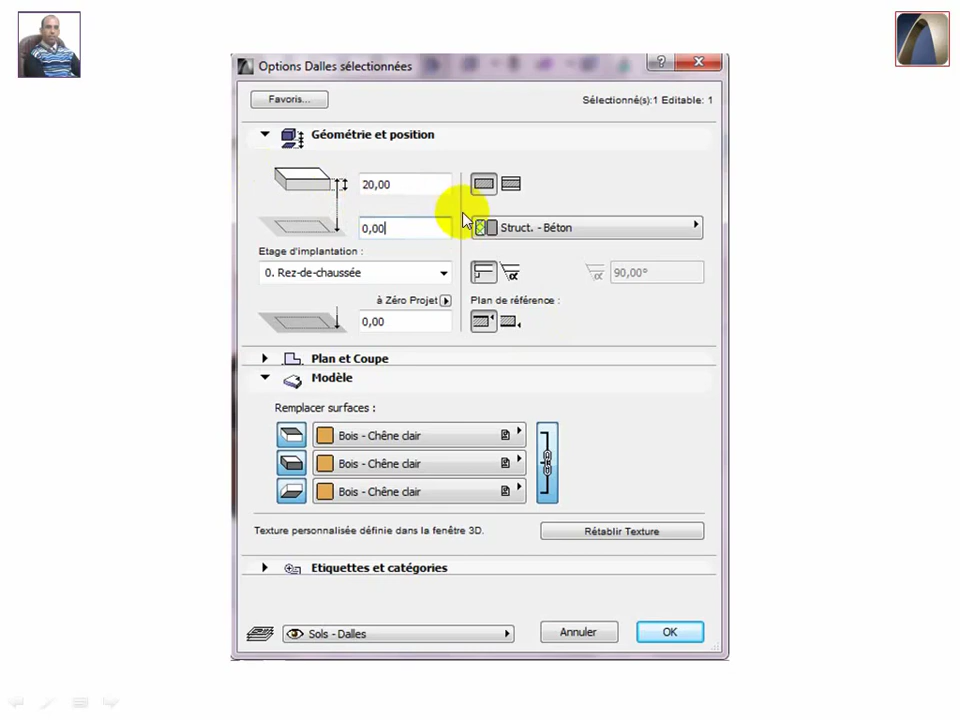 Options Dalles sélectionnées
Favoris...
Sélectionné(s):1 Editable: 1
Géométrie et position
20,00
0,00
Struct. - Béton
Etage d'implantation :
0. Rez-de-chaussée
90,00°
à Zéro Projet
Plan de référence :
0,00
Plan et Coupe
Modèle
Remplacer surfaces :
Bois - Chêne clair
Bois - Chêne clair
Bois - Chêne clair
Texture personnalisée définie dans la fenêtre 3D.
Rétablir Texture
Etiquettes et catégories
Sols - Dalles
Annuler
OK